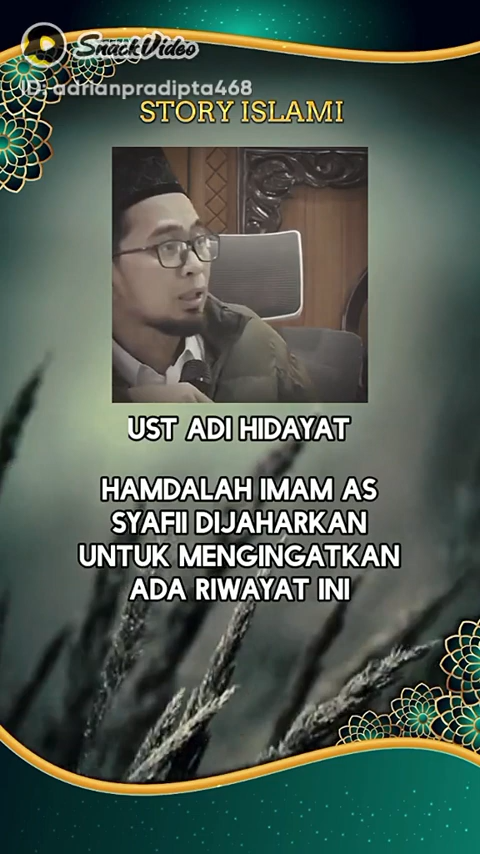 SnackVideo
ID: adrianpradipta468
STORY ISLAMI
UST ADI HIDAYAT
HAMDALAH IMAM AS
SYAFII DIJAHARKAN
UNTUK MENGINGATKAN
ADA RIWAYAT INI